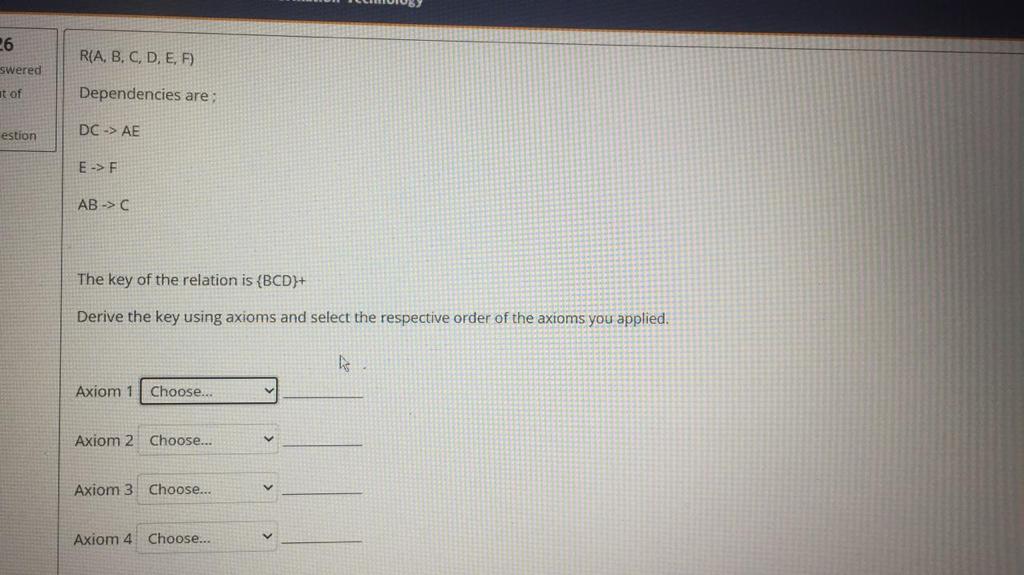 26
swered
t of
estion
R(A, B, C, D, E, F)
Dependencies are ;
DC -> AE
E -> F
AB -> C
The key of the relation is {BCD}+
Derive the key using axioms and select the respective order of the axioms you applied.
Axiom 1 Choose...
Axiom 2 Choose...
Axiom 3 Choose...
Axiom 4 Choose...